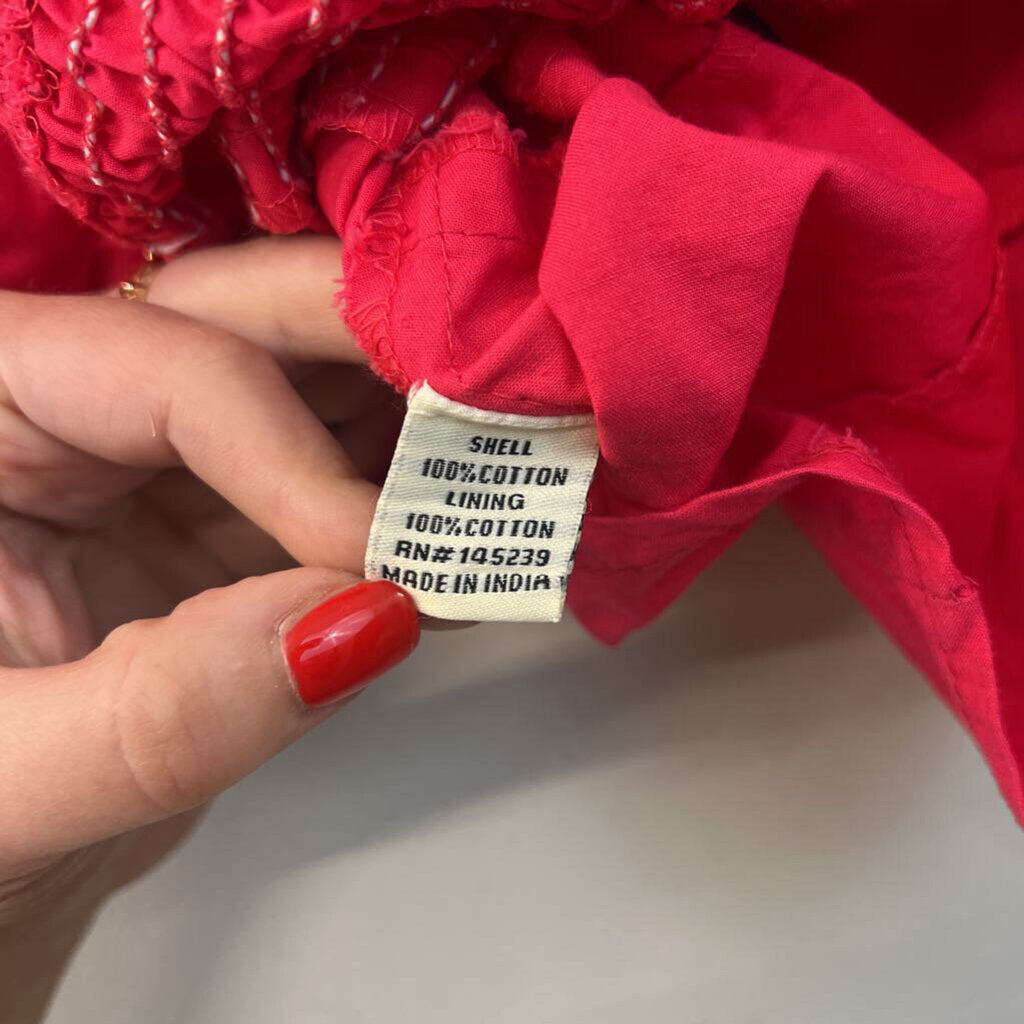 SHELL
100%COTTON
LINING
100%COTTON
RN#145239
MADE IN INDIA